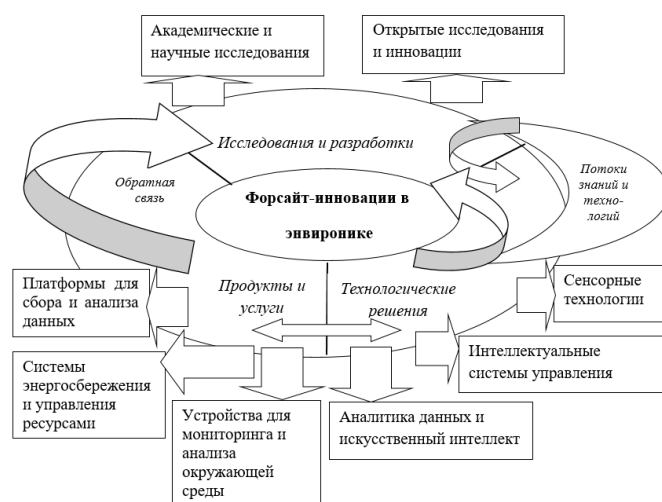 Академические и
научные исследования
Открытые исследования
и инновации
Исследования и разработки
Обратная
связь
Форсайт-инновации в
энвиронике
Потоки
знаний и
техно-
логий
Продукты и
услуги
Технологические
решения
Платформы для
сбора и анализа
данных
Сенсорные
технологии
Системы
энергосбережения
и управления
ресурсами
Интеллектуальные
системы управления
Устройства для
мониторинга и
анализа
окружающей
среды
Аналитика данных и
искусственный интеллект